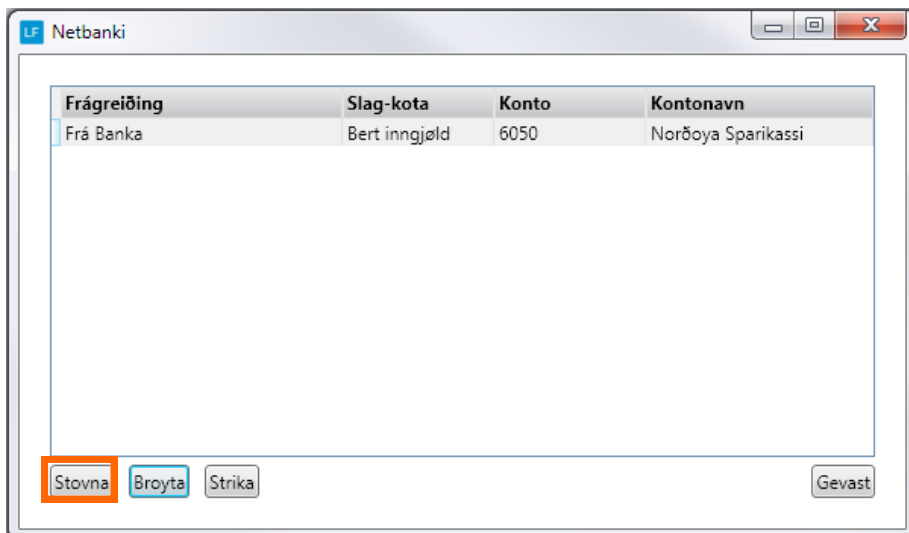 LF Netbanki
Frágreiðing Slag-kota Konto Kontonavn
Frá Banka Bert inngjøld 6050 Norðoya Sparikassi
Stovna Broyta Strika Gevast